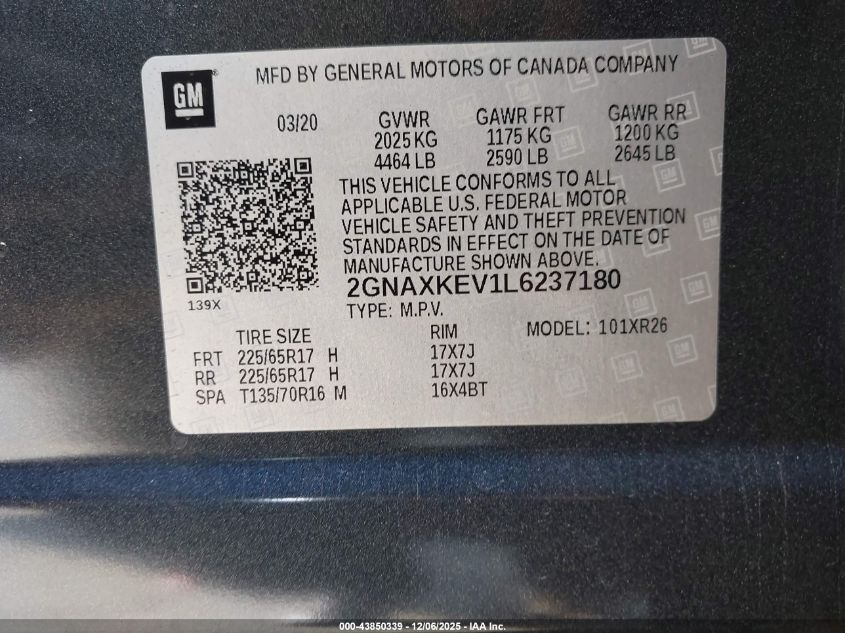 GM
MFD BY GENERAL MOTORS OF CANADA COMPANY
03/20
GVWR GAWR FRT GAWR RR
2025 KG 1175 KG 1200 KG
4464 LB 2590 LB 2645 LB
THIS VEHICLE CONFORMS TO ALL
APPLICABLE U.S. FEDERAL MOTOR
VEHICLE SAFETY AND THEFT PREVENTION
STANDARDS IN EFFECT ON THE DATE OF
MANUFACTURE SHOWN ABOVE.
139X
2GNAXKEV1L6237180
TYPE: M.P.V.
TIRE SIZE RIM MODEL: 101XR26
FRT 225/65R17 H 17X7J
RR 225/65R17 H 17X7J
SPA T135/70R16 M 16X4BT
000-43850339 - 12/06/2025 - IAA Inc.